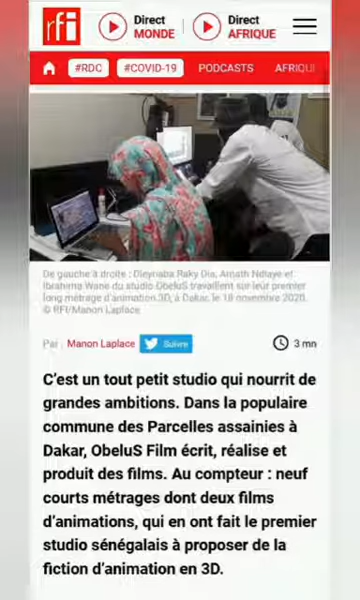 rfi
Direct
MONDE
Direct
AFRIQUE
#RDC
#COVID-19
PODCASTS
AFRIQU
De gauche à droite : Dieynaba Raky Dia, Amath Ndiaye et
Ibrahima Wane du studio ObeluS travaillent sur leur premier
long métrage d'animation 3D, à Dakar, le 18 novembre 2020.
© RFI/Manon Laplace
Par : Manon Laplace
Suivre
3 mn
C'est un tout petit studio qui nourrit de
grandes ambitions. Dans la populaire
commune des Parcelles assainies à
Dakar, ObeluS Film écrit, réalise et
produit des films. Au compteur : neuf
courts métrages dont deux films
d'animations, qui en ont fait le premier
studio sénégalais à proposer de la
fiction d'animation en 3D.